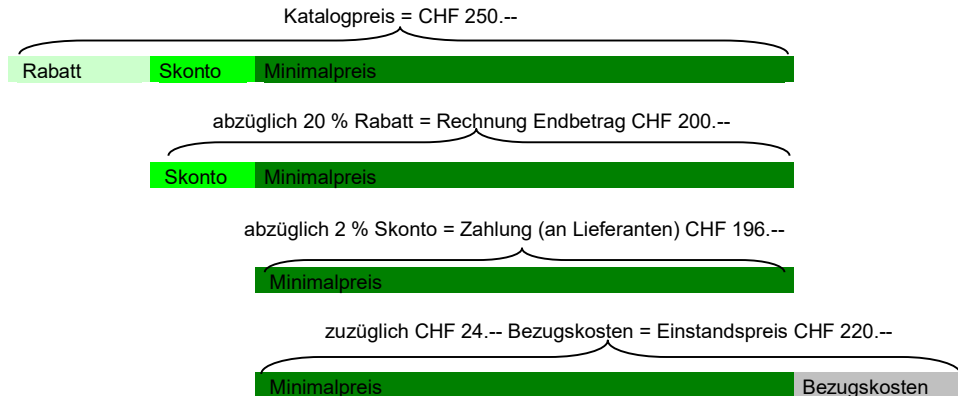 Katalogpreis = CHF 250.--
Rabatt Skonto Minimalpreis
abzüglich 20 % Rabatt = Rechnung Endbetrag CHF 200.--
Skonto Minimalpreis
abzüglich 2 % Skonto = Zahlung (an Lieferanten) CHF 196.--
Minimalpreis
zuzüglich CHF 24.-- Bezugskosten = Einstandspreis CHF 220.--
Minimalpreis Bezugskosten